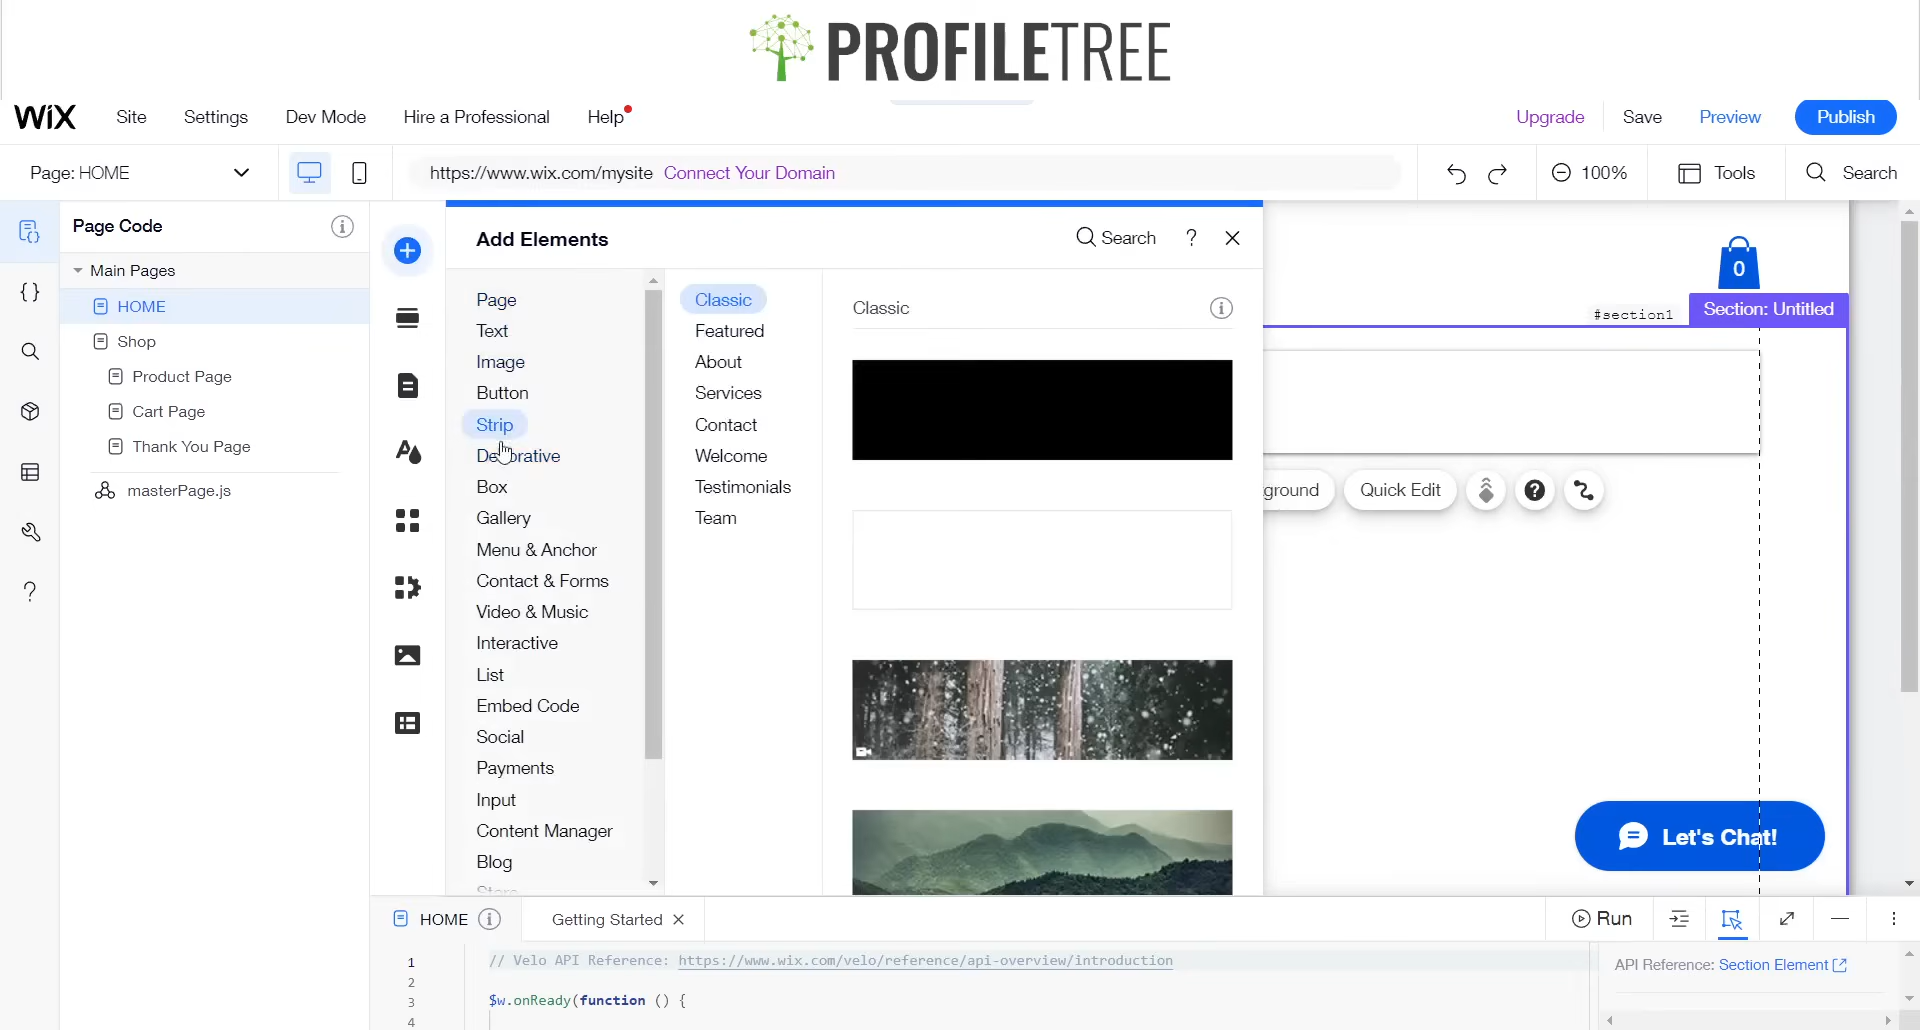 PROFILETREE
WiX Site Settings Dev Mode Hire a Professional Help Upgrade Save Preview Publish
Page: HOME https://www.wix.com/mysite Connect Your Domain 100% Tools Search
Page Code
Main Pages
HOME
Shop
Product Page
Cart Page
Thank You Page
masterPage.js
Add Elements Search ?
Page
Text
Image
Button
Strip
Decorative
Box
Gallery
Menu & Anchor
Contact & Forms
Video & Music
Interactive
List
Embed Code
Social
Payments
Input
Content Manager
Blog
Store
Classic
Featured
About
Services
Contact
Welcome
Testimonials
Team
Classic
0
#section1 Section: Untitled
ground Quick Edit
Let's Chat!
HOME Getting Started Run
1 // Velo API Reference: https://www.wix.com/velo/reference/api-overview/introduction
2
3 $w.onReady(function () {
4
API Reference: Section Element